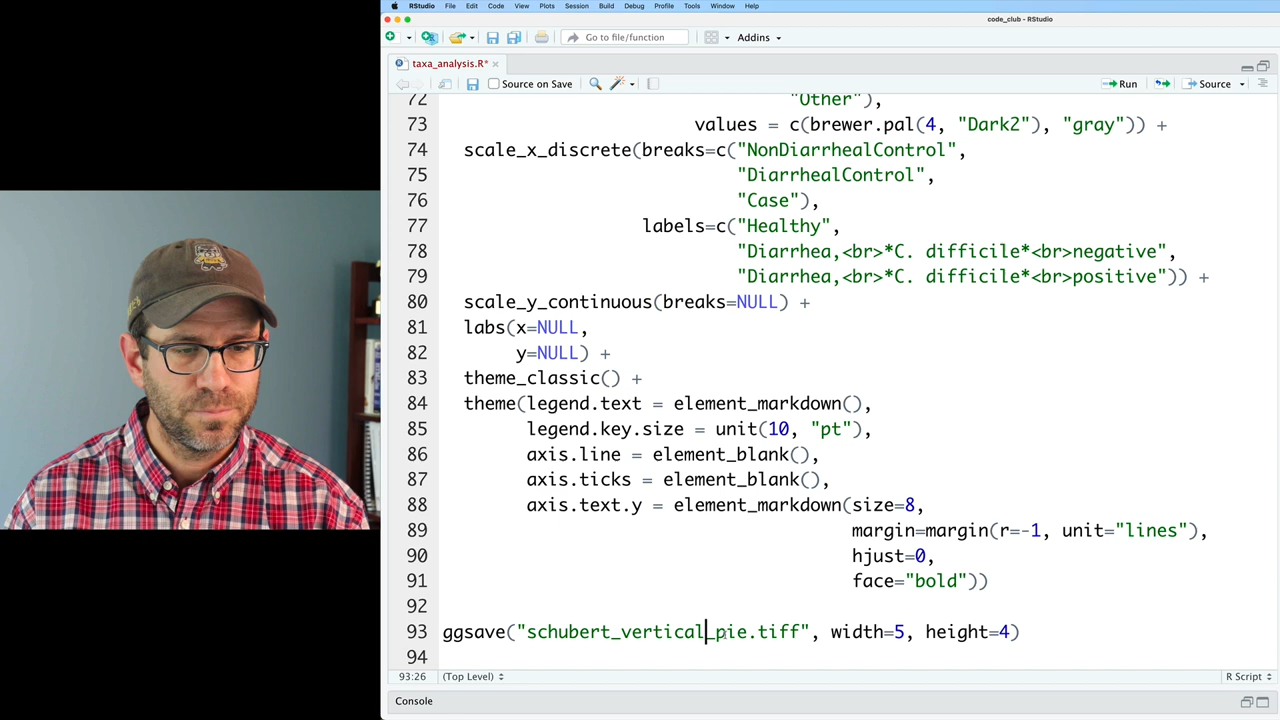 RStudio File Edit Code View Plots Session Build Debug Profile Tools Window Help
code_club - RStudio
Go to file/function Addins
taxa_analysis.R*
Source on Save Run Source
72 "Other"),
73 values = c(brewer.pal(4, "Dark2"), "gray")) +
74 scale_x_discrete(breaks=c("NonDiarrhealControl",
75 "DiarrhealControl",
76 "Case"),
77 labels=c("Healthy",
78 "Diarrhea,<br>*C. difficile*<br>negative",
79 "Diarrhea,<br>*C. difficile*<br>positive")) +
80 scale_y_continuous(breaks=NULL) +
81 labs(x=NULL,
82 y=NULL) +
83 theme_classic() +
84 theme(legend.text = element_markdown(),
85 legend.key.size = unit(10, "pt"),
86 axis.line = element_blank(),
87 axis.ticks = element_blank(),
88 axis.text.y = element_markdown(size=8,
89 margin=margin(r=-1, unit="lines"),
90 hjust=0,
91 face="bold"))
92
93 ggsave("schubert_vertical_pie.tiff", width=5, height=4)
94
93:26 (Top Level) R Script
Console